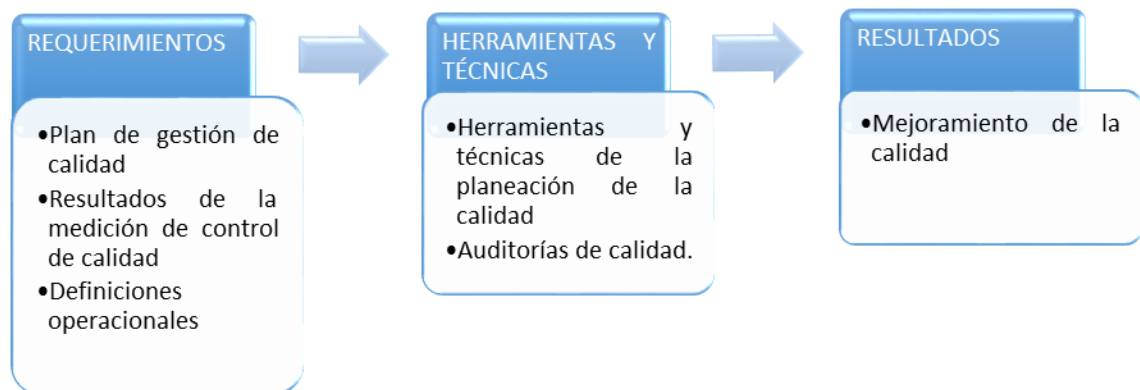 REQUERIMIENTOS
•Plan de gestión de
calidad
•Resultados de la
medición de control
de calidad
•Definiciones
operacionales
HERRAMIENTAS Y
TÉCNICAS
•Herramientas y
técnicas de la
planeación de la
calidad
•Auditorías de calidad.
RESULTADOS
•Mejoramiento de la
calidad